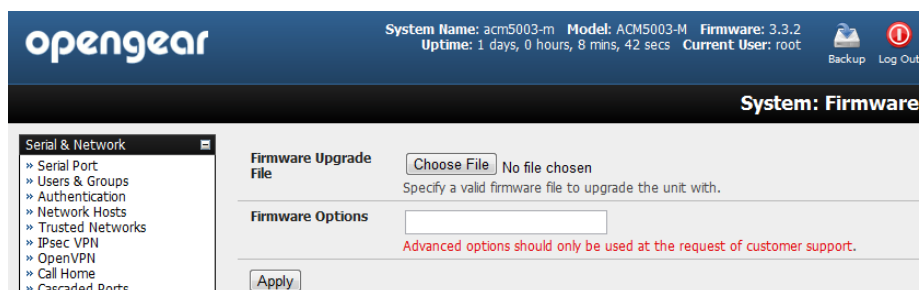 opengear
System Name: acm5003-m Model: ACM5003-M Firmware: 3.3.2
Uptime: 1 days, 0 hours, 8 mins, 42 secs Current User: root
Backup Log Out
System: Firmware
Serial & Network
» Serial Port
» Users & Groups
» Authentication
» Network Hosts
» Trusted Networks
» IPsec VPN
» OpenVPN
» Call Home
» Cascaded Ports
Firmware Upgrade
File
Choose File No file chosen
Specify a valid firmware file to upgrade the unit with.
Firmware Options
Advanced options should only be used at the request of customer support.
Apply